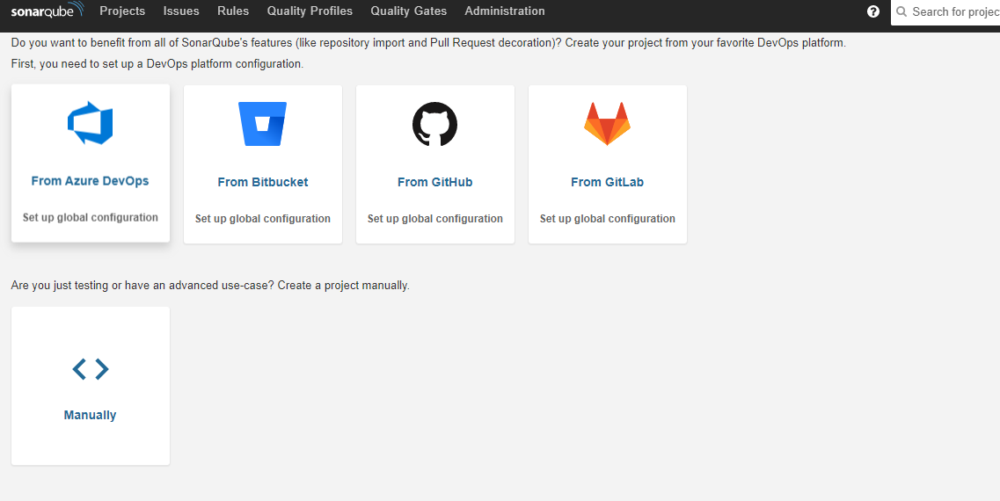 sonarqube Projects Issues Rules Quality Profiles Quality Gates Administration ? Search for projec
Do you want to benefit from all of SonarQube's features (like repository import and Pull Request decoration)? Create your project from your favorite DevOps platform.
First, you need to set up a DevOps platform configuration.
From Azure DevOps From Bitbucket From GitHub From GitLab
Set up global configuration Set up global configuration Set up global configuration Set up global configuration
Are you just testing or have an advanced use-case? Create a project manually.
Manually